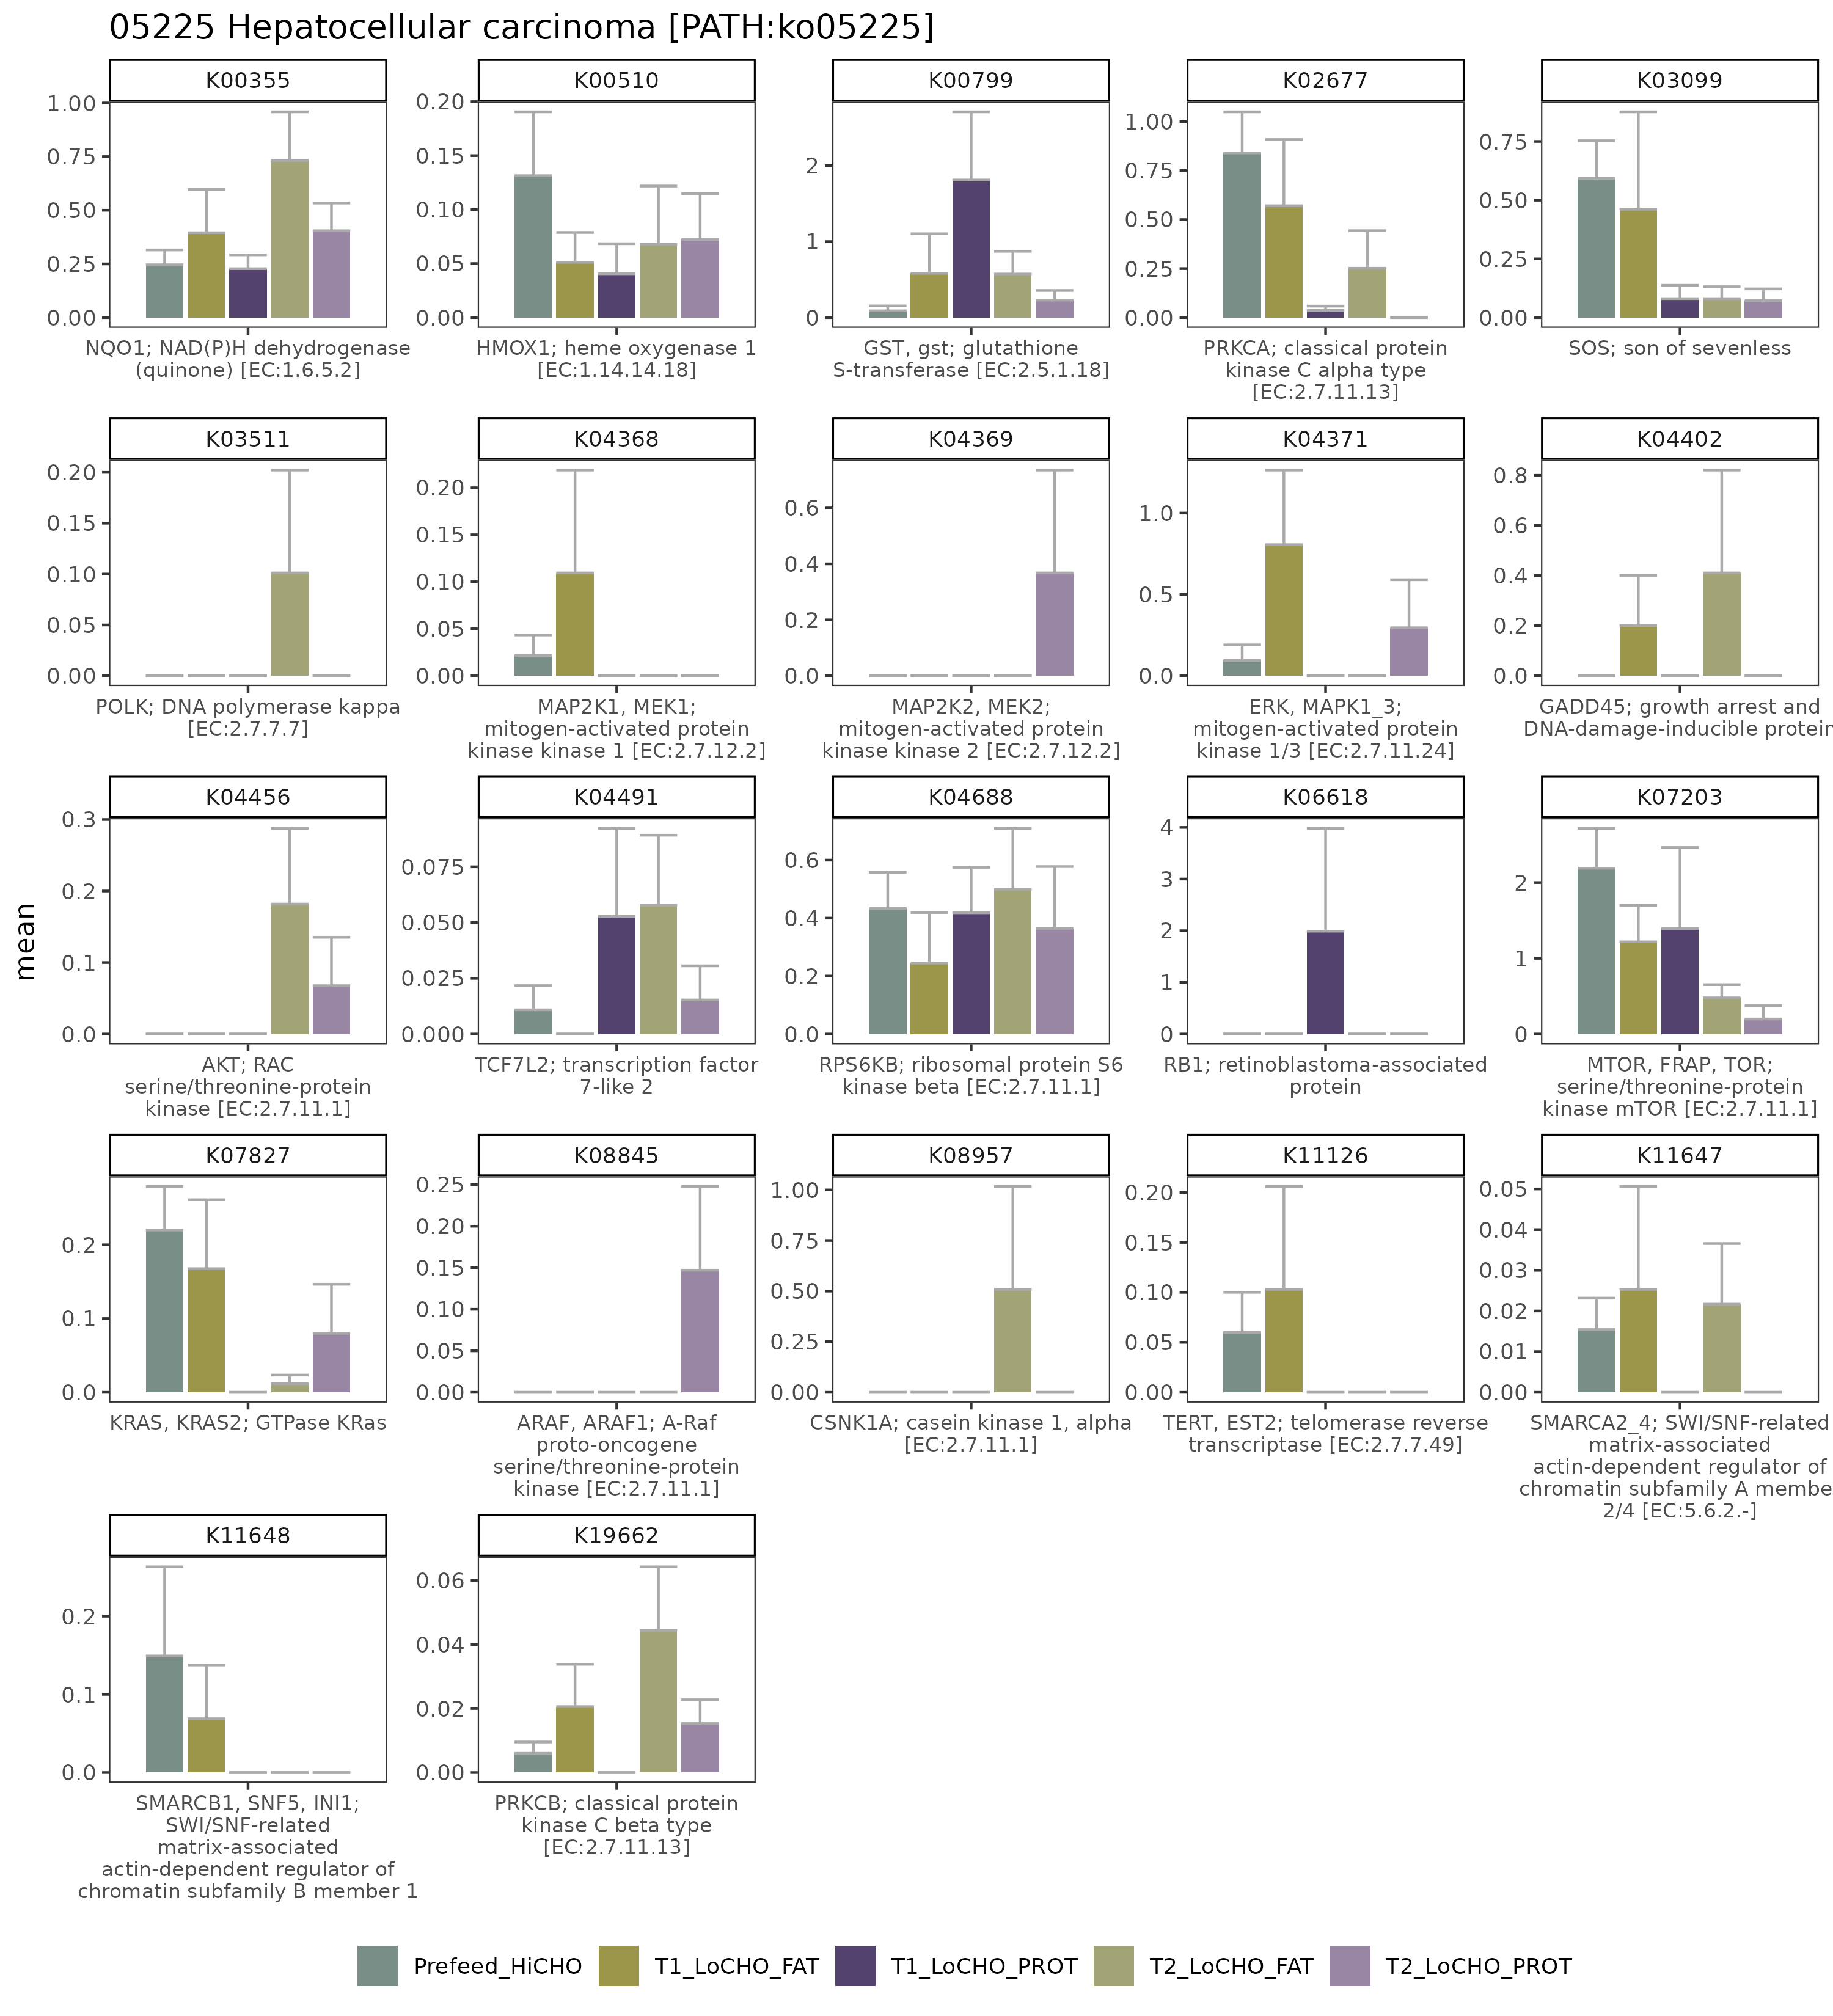 05225 Hepatocellular carcinoma [PATH:ko05225]
K00355
K00510
K00799
K02677
K03099
1.00
0.75
0.50
0.25
0.00
0.20
0.15
0.10
0.05
0.00
2
1
0
1.00
0.75
0.50
0.25
0.00
0.75
0.50
0.25
0.00
NQO1; NAD(P)H dehydrogenase
(quinone) [EC:1.6.5.2]
HMOX1; heme oxygenase 1
[EC:1.14.14.18]
GST, gst; glutathione
S-transferase [EC:2.5.1.18]
PRKCA; classical protein
kinase C alpha type
[EC:2.7.11.13]
SOS; son of sevenless
K03511
K04368
K04369
K04371
K04402
0.20
0.15
0.10
0.05
0.00
0.20
0.15
0.10
0.05
0.00
0.6
0.4
0.2
0.0
1.0
0.5
0.0
0.8
0.6
0.4
0.2
0.0
POLK; DNA polymerase kappa
[EC:2.7.7.7]
MAP2K1, MEK1;
mitogen-activated protein
kinase kinase 1 [EC:2.7.12.2]
MAP2K2, MEK2;
mitogen-activated protein
kinase kinase 2 [EC:2.7.12.2]
ERK, MAPK1_3;
mitogen-activated protein
kinase 1/3 [EC:2.7.11.24]
GADD45; growth arrest and
DNA-damage-inducible protein
K04456
K04491
K04688
K06618
K07203
mean
0.3
0.2
0.1
0.0
0.075
0.050
0.025
0.000
0.6
0.4
0.2
0.0
4
3
2
1
0
2
1
0
AKT; RAC
serine/threonine-protein
kinase [EC:2.7.11.1]
TCF7L2; transcription factor
7-like 2
RPS6KB; ribosomal protein S6
kinase beta [EC:2.7.11.1]
RB1; retinoblastoma-associated
protein
MTOR, FRAP, TOR;
serine/threonine-protein
kinase mTOR [EC:2.7.11.1]
K07827
K08845
K08957
K11126
K11647
0.2
0.1
0.0
0.25
0.20
0.15
0.10
0.05
0.00
1.00
0.75
0.50
0.25
0.00
0.20
0.15
0.10
0.05
0.00
0.05
0.04
0.03
0.02
0.01
0.00
KRAS, KRAS2; GTPase KRas
ARAF, ARAF1; A-Raf
proto-oncogene
serine/threonine-protein
kinase [EC:2.7.11.1]
CSNK1A; casein kinase 1, alpha
[EC:2.7.11.1]
TERT, EST2; telomerase reverse
transcriptase [EC:2.7.7.49]
SMARCA2_4; SWI/SNF-related
matrix-associated
actin-dependent regulator of
chromatin subfamily A membe
2/4 [EC:5.6.2.-]
K11648
K19662
0.2
0.1
0.0
0.06
0.04
0.02
0.00
SMARCB1, SNF5, INI1;
SWI/SNF-related
matrix-associated
actin-dependent regulator of
chromatin subfamily B member 1
PRKCB; classical protein
kinase C beta type
[EC:2.7.11.13]
Prefeed_HiCHO
T1_LoCHO_FAT
T1_LoCHO_PROT
T2_LoCHO_FAT
T2_LoCHO_PROT